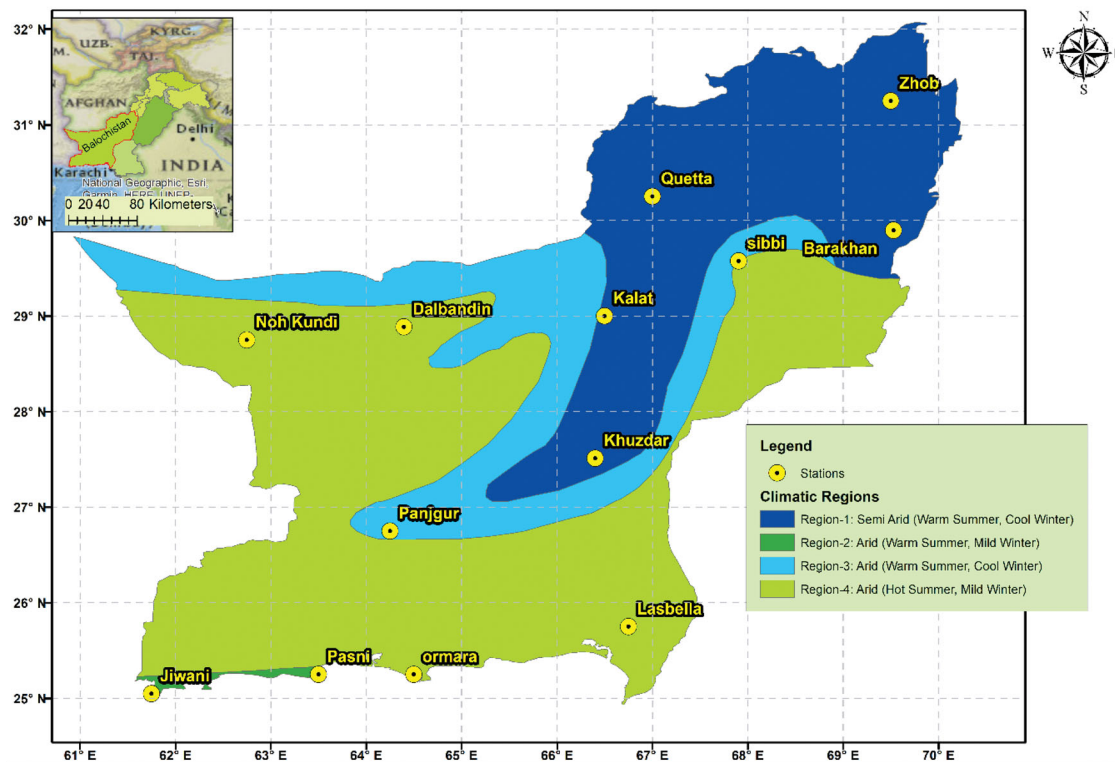 UZB.
KYRG.
TAJ.
AFGHAN
Balochistan
Delhi
INDIA
Karachi
National Geographic, Esri,
Garmin, HERE, UNEP-
0 20 40 80 Kilometers
N
W
S
32° N
31° N
30° N
29° N
28° N
27° N
26° N
25° N
Zhob
Quetta
sibbi
Barakhan
Kalat
Dalbandin
Noh Kundi
Khuzdar
Panjgur
Lasbella
Pasni
ormara
Jiwani
Legend
Stations
Climatic Regions
Region-1: Semi Arid (Warm Summer, Cool Winter)
Region-2: Arid (Warm Summer, Mild Winter)
Region-3: Arid (Warm Summer, Cool Winter)
Region-4: Arid (Hot Summer, Mild Winter)
61° E 62° E 63° E 64° E 65° E 66° E 67° E 68° E 69° E 70° E